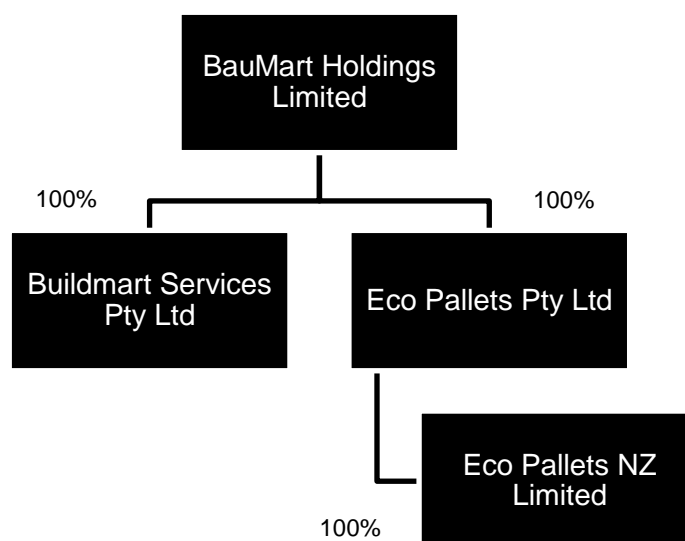 BauMart Holdings
Limited
100%
100%
Buildmart Services
Pty Ltd
Eco Pallets Pty Ltd
Eco Pallets NZ
Limited
100%